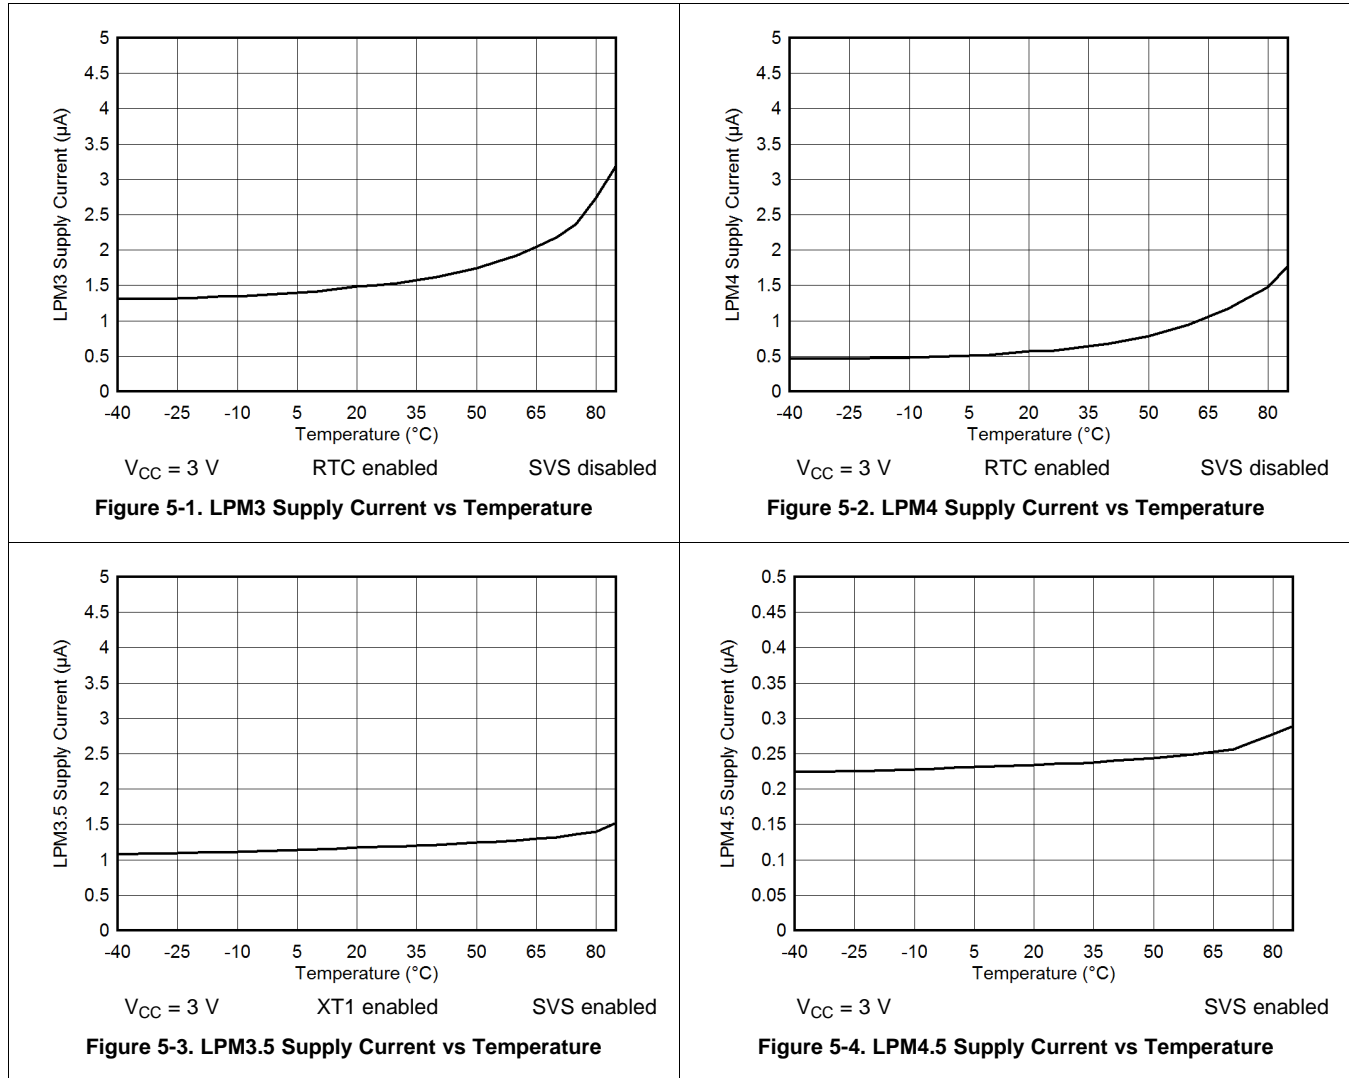 5
4.5
4
3.5
3
2.5
2
1.5
1
0.5
0
LPM3 Supply Current (µA)
-40 -25 -10 5 20 35 50 65 80
Temperature (°C)
VCC = 3 V RTC enabled SVS disabled
Figure 5-1. LPM3 Supply Current vs Temperature
5
4.5
4
3.5
3
2.5
2
1.5
1
0.5
0
LPM4 Supply Current (µA)
-40 -25 -10 5 20 35 50 65 80
Temperature (°C)
VCC = 3 V RTC enabled SVS disabled
Figure 5-2. LPM4 Supply Current vs Temperature
5
4.5
4
3.5
3
2.5
2
1.5
1
0.5
0
LPM3.5 Supply Current (µA)
-40 -25 -10 5 20 35 50 65 80
Temperature (°C)
VCC = 3 V XT1 enabled SVS enabled
Figure 5-3. LPM3.5 Supply Current vs Temperature
0.5
0.45
0.4
0.35
0.3
0.25
0.2
0.15
0.1
0.05
0
LPM4.5 Supply Current (µA)
-40 -25 -10 5 20 35 50 65 80
Temperature (°C)
VCC = 3 V SVS enabled
Figure 5-4. LPM4.5 Supply Current vs Temperature